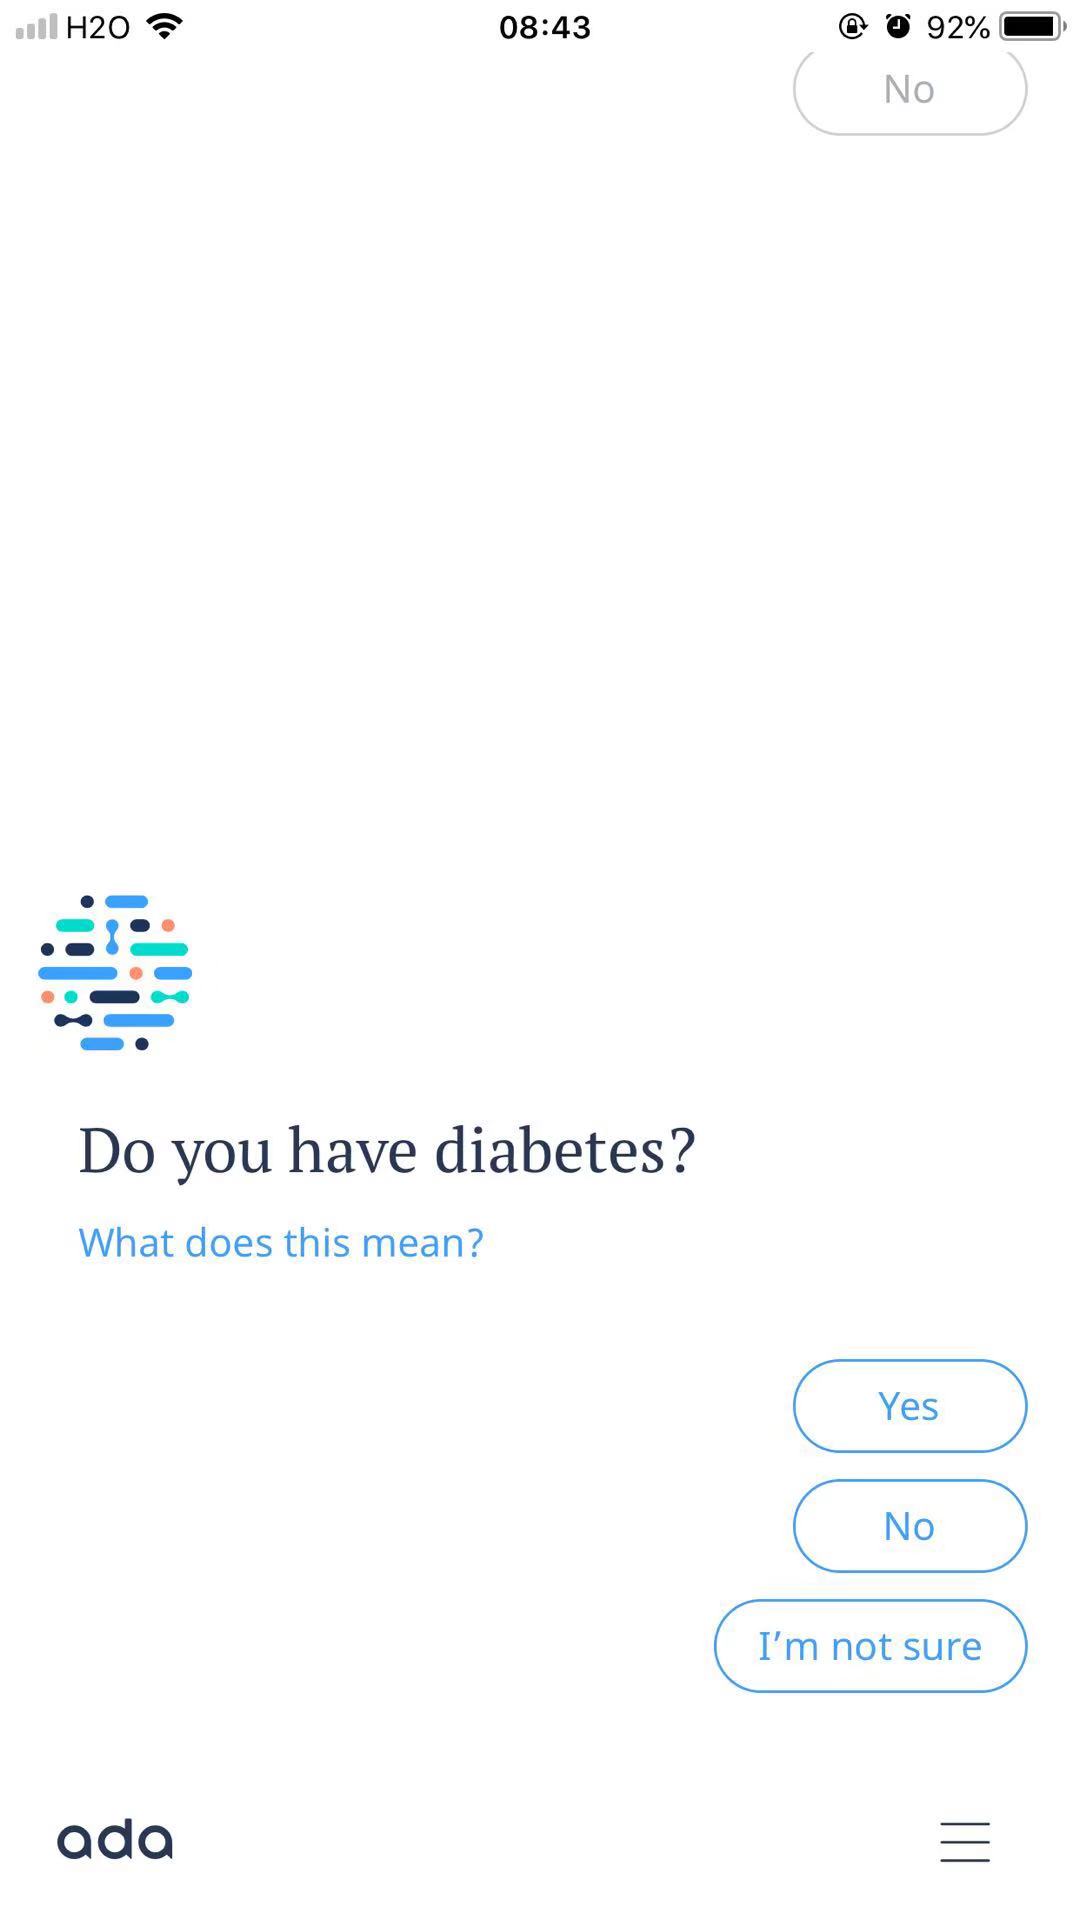 H2O 08:43 92%
No
Do you have diabetes?
What does this mean?
Yes
No
I’m not sure
ada